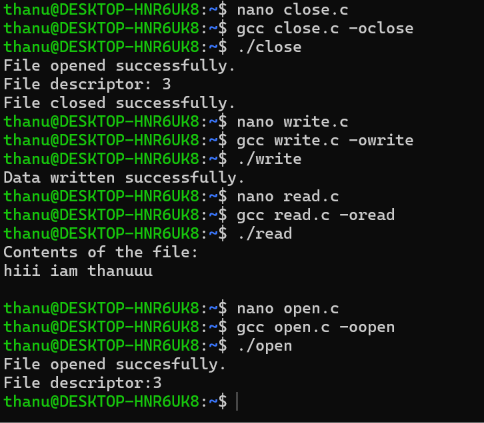 thanu@DESKTOP-HNR6UK8:~$ nano close.c
thanu@DESKTOP-HNR6UK8:~$ gcc close.c -oclose
thanu@DESKTOP-HNR6UK8:~$ ./close
File opened successfully.
File descriptor: 3
File closed successfully.
thanu@DESKTOP-HNR6UK8:~$ nano write.c
thanu@DESKTOP-HNR6UK8:~$ gcc write.c -owrite
thanu@DESKTOP-HNR6UK8:~$ ./write
Data written successfully.
thanu@DESKTOP-HNR6UK8:~$ nano read.c
thanu@DESKTOP-HNR6UK8:~$ gcc read.c -oread
thanu@DESKTOP-HNR6UK8:~$ ./read
Contents of the file:
hiii iam thanuuu
thanu@DESKTOP-HNR6UK8:~$ nano open.c
thanu@DESKTOP-HNR6UK8:~$ gcc open.c -oopen
thanu@DESKTOP-HNR6UK8:~$ ./open
File opened succesfully.
File descriptor:3
thanu@DESKTOP-HNR6UK8:~$